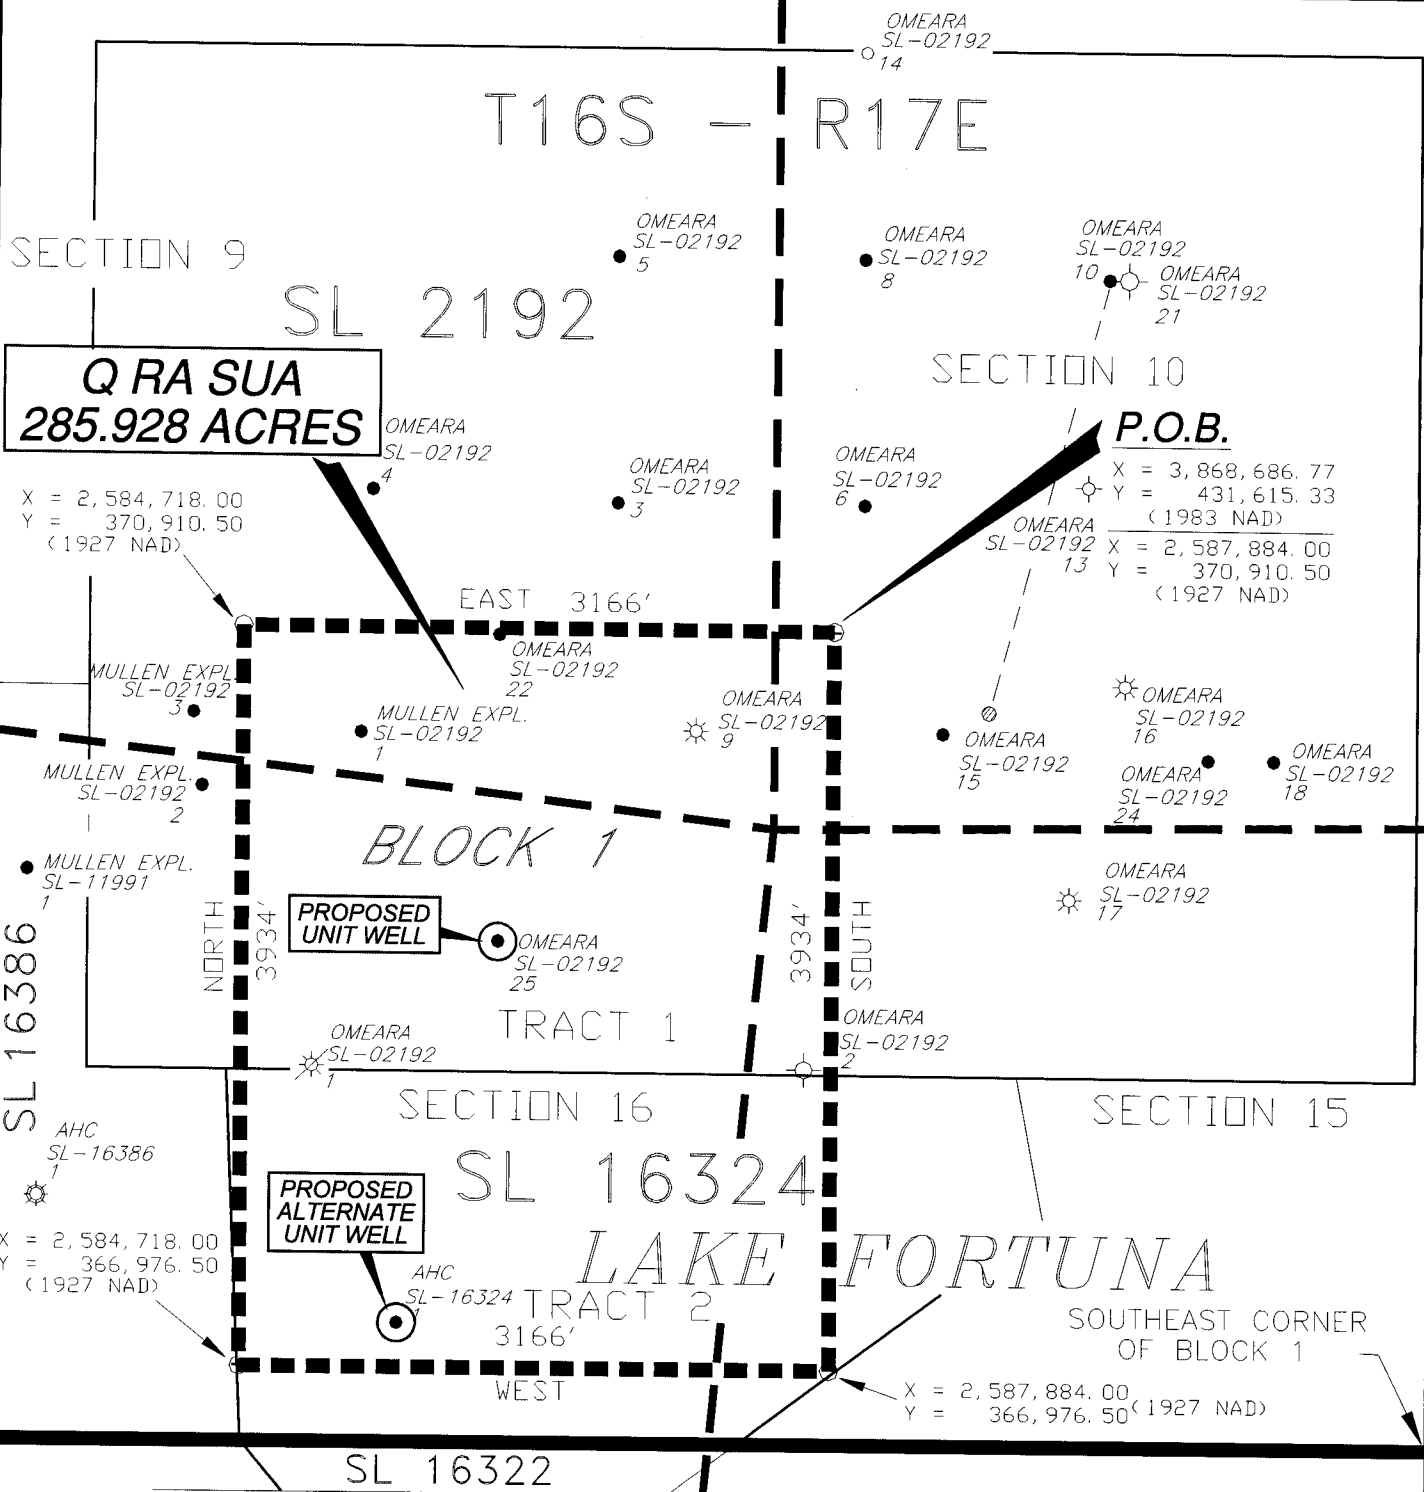 OMEARA
SL-02192
14
T16S - R17E
SECTION 9
OMEARA
SL-02192
5
OMEARA
SL-02192
8
OMEARA
SL-02192
10
OMEARA
SL-02192
21
SL 2192
SECTION 10
Q RA SUA
285.928 ACRES
P.O.B.
X = 3,868,686.77
Y = 431,615.33
(1983 NAD)
X = 2,587,884.00
Y = 370,910.50
(1927 NAD)
OMEARA
SL-02192
4
OMEARA
SL-02192
3
OMEARA
SL-02192
6
OMEARA
SL-02192
13
X = 2,584,718.00
Y = 370,910.50
(1927 NAD)
EAST 3166'
OMEARA
SL-02192
22
MULLEN EXPL.
SL-02192
3
MULLEN EXPL.
SL-02192
1
OMEARA
SL-02192
9
OMEARA
SL-02192
16
OMEARA
SL-02192
15
OMEARA
SL-02192
24
OMEARA
SL-02192
18
MULLEN EXPL.
SL-02192
2
BLOCK 1
MULLEN EXPL.
SL-11991
1
OMEARA
SL-02192
17
SL 16386
NORTH
3934'
PROPOSED
UNIT WELL
OMEARA
SL-02192
25
3934'
SOUTH
TRACT 1
OMEARA
SL-02192
1
OMEARA
SL-02192
2
SECTION 16
SECTION 15
AHC
SL-16386
1
SL 16324
PROPOSED
ALTERNATE
UNIT WELL
LAKE FORTUNA
X = 2,584,718.00
Y = 366,976.50
(1927 NAD)
AHC
SL-16324
1
TRACT 2
3166'
WEST
SOUTHEAST CORNER
OF BLOCK 1
X = 2,587,884.00
Y = 366,976.50 (1927 NAD)
SL 16322